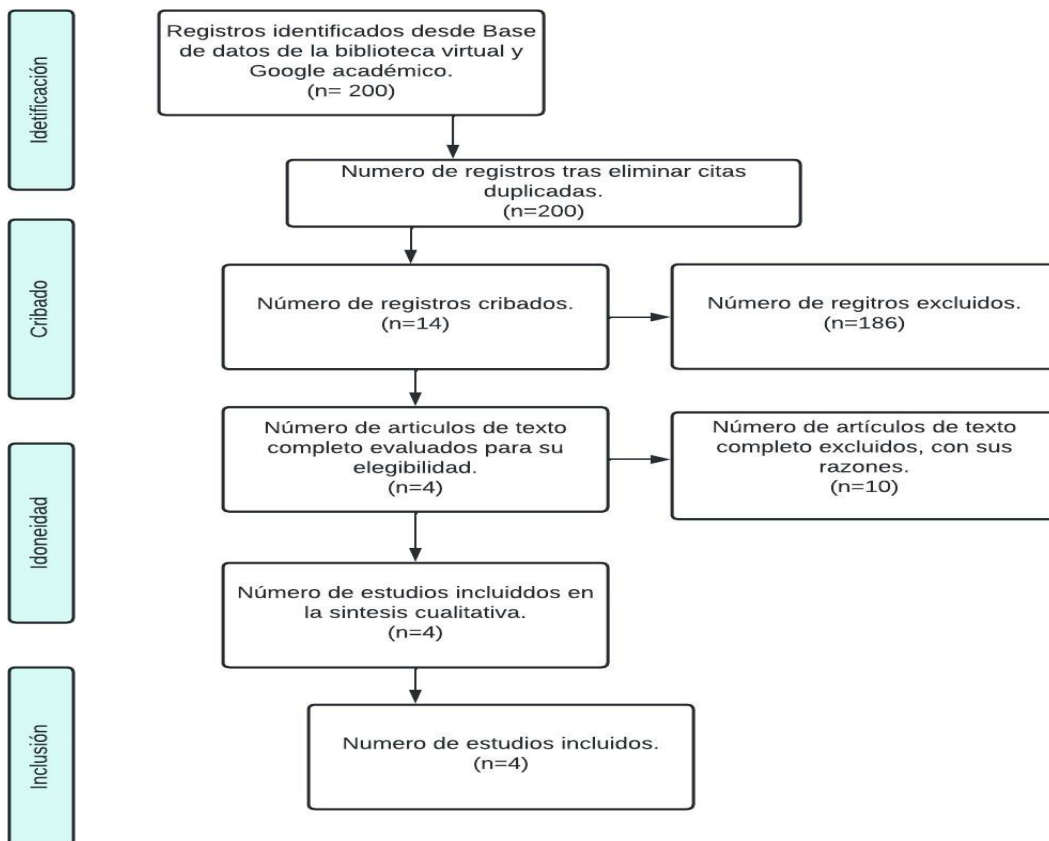 Idetificación
Registros identificados desde Base
de datos de la biblioteca virtual y
Google académico.
(n= 200)
Numero de registros tras eliminar citas
duplicadas.
(n=200)
Cribado
Número de registros cribados.
(n=14)
Número de regitros excluidos.
(n=186)
Idoneidad
Número de articulos de texto
completo evaluados para su
elegibilidad.
(n=4)
Número de artículos de texto
completo excluidos, con sus
razones.
(n=10)
Número de estudios incluiddos en
la sintesis cualitativa.
(n=4)
Inclusión
Numero de estudios incluidos.
(n=4)